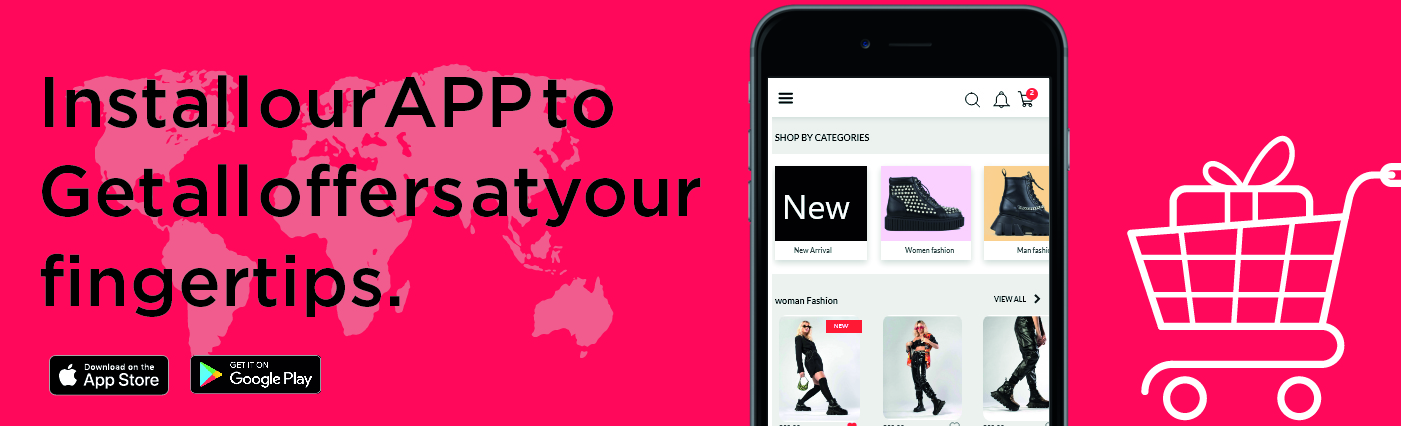 Install our APP to
Get all offers at your
fingertips.
Download on the
App Store
GET IT ON
Google Play
2
SHOP BY CATEGORIES
New
New Arrival
Women fashion
Man fashi
woman Fashion
VIEW ALL
NEW